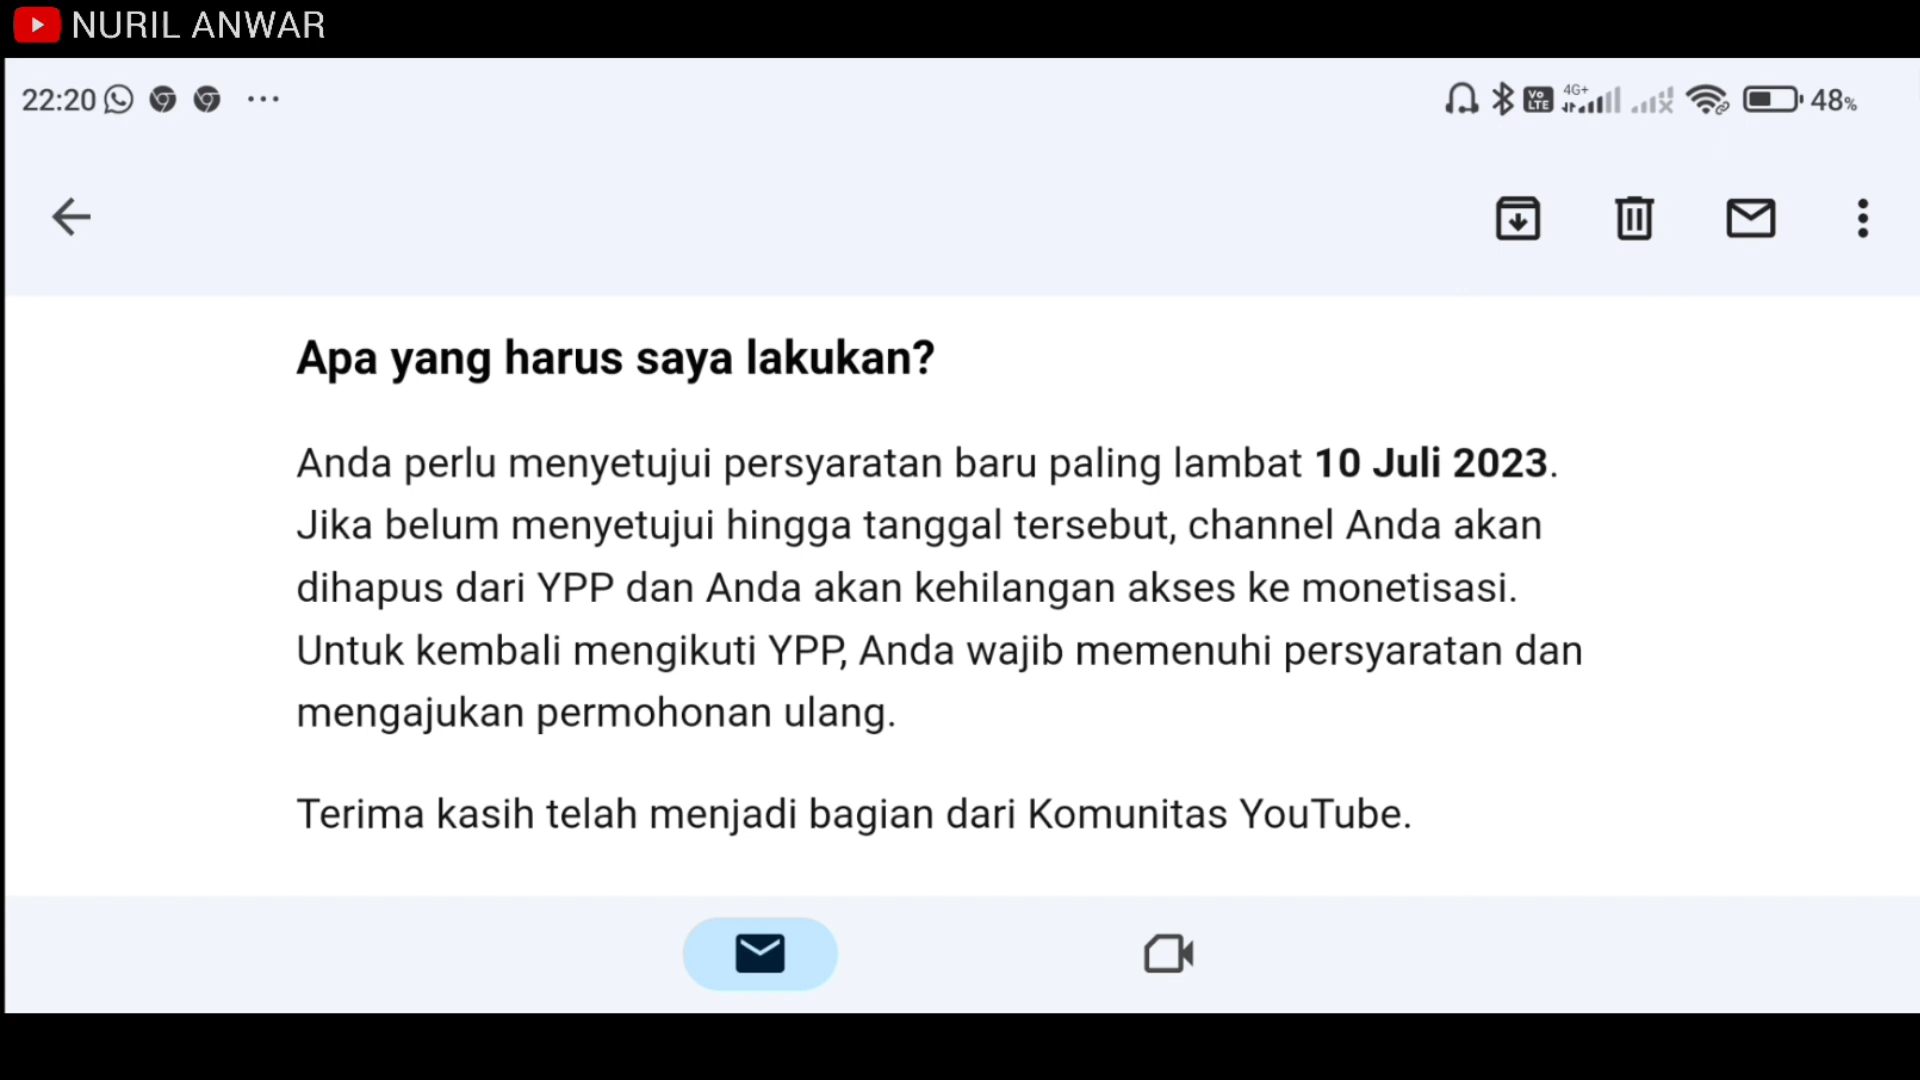 NURIL ANWAR
22:20 ... Vo LTE 4G+ 48%
Apa yang harus saya lakukan?
Anda perlu menyetujui persyaratan baru paling lambat 10 Juli 2023.
Jika belum menyetujui hingga tanggal tersebut, channel Anda akan
dihapus dari YPP dan Anda akan kehilangan akses ke monetisasi.
Untuk kembali mengikuti YPP, Anda wajib memenuhi persyaratan dan
mengajukan permohonan ulang.
Terima kasih telah menjadi bagian dari Komunitas YouTube.